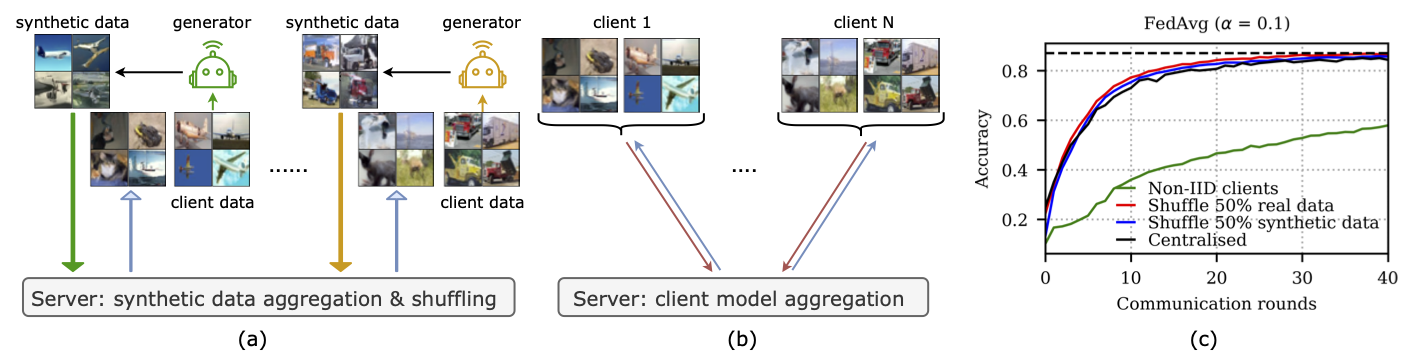 synthetic data
generator
synthetic data
generator
client data
......
client data
Server: synthetic data aggregation & shuffling
(a)
client 1
client N
....
Server: client model aggregation
(b)
FedAvg (α = 0.1)
Accuracy
0.8
0.6
0.4
0.2
Non-IID clients
Shuffle 50% real data
Shuffle 50% synthetic data
Centralised
0 10 20 30 40
Communication rounds
(c)